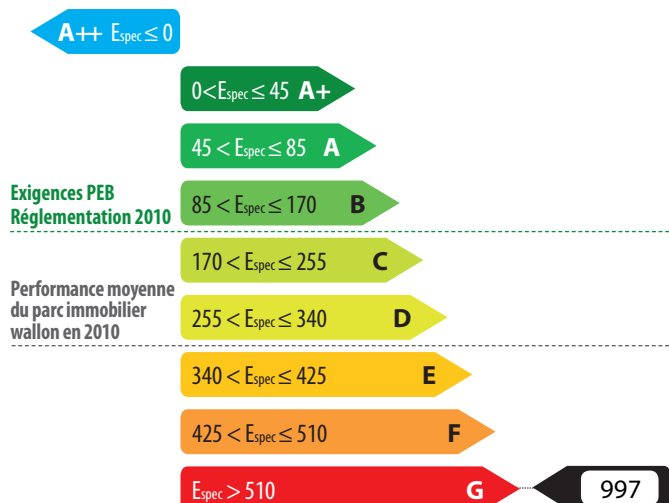 A++ Espec ≤ 0
0<Espec ≤ 45 A+
45 < Espec ≤ 85 A
Exigences PEB
Réglementation 2010
85 < Espec ≤ 170 B
170 < Espec ≤ 255 C
Performance moyenne
du parc immobilier
wallon en 2010
255 < Espec ≤ 340 D
340 < Espec ≤ 425 E
425 < Espec ≤ 510 F
Espec > 510 G 997